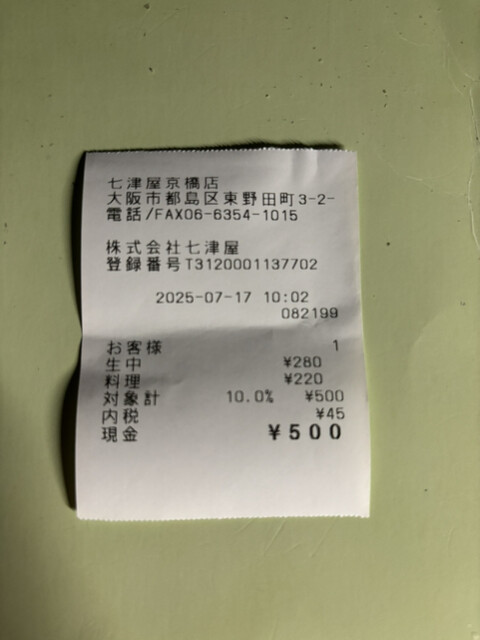 七津屋京橋店
大阪市都島区東野田町3-2-
電話/FAX06-6354-1015
株式会社七津屋
登録番号T3120001137702
2025-07-17 10:02
082199
お客様 1
生中 ¥280
料理 ¥220
対象計 10.0% ¥500
内税 ¥45
現金 ¥500